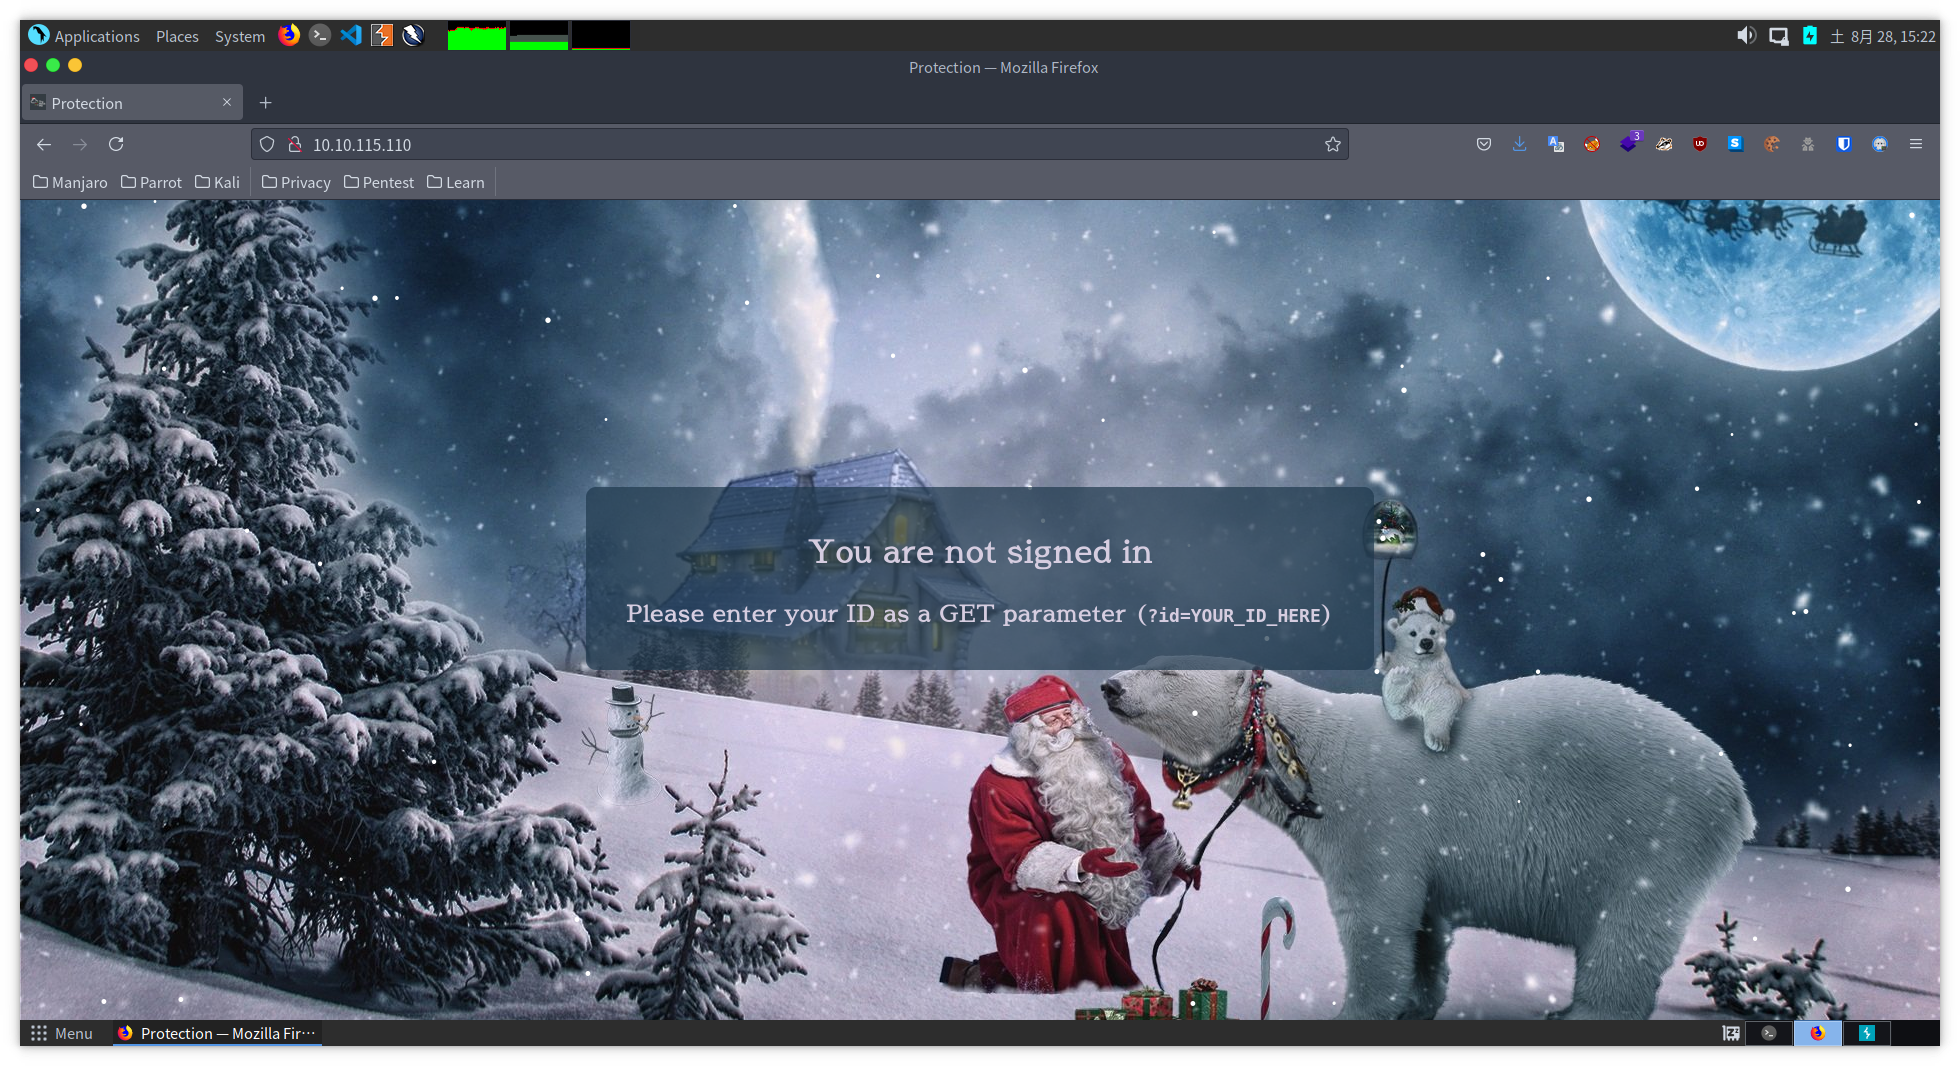 Applications Places System 土 8月 28, 15:22
Protection — Mozilla Firefox
Protection
10.10.115.110
3
Manjaro Parrot Kali Privacy Pentest Learn
You are not signed in
Please enter your ID as a GET parameter (?id=YOUR_ID_HERE)
Menu Protection — Mozilla Fir…